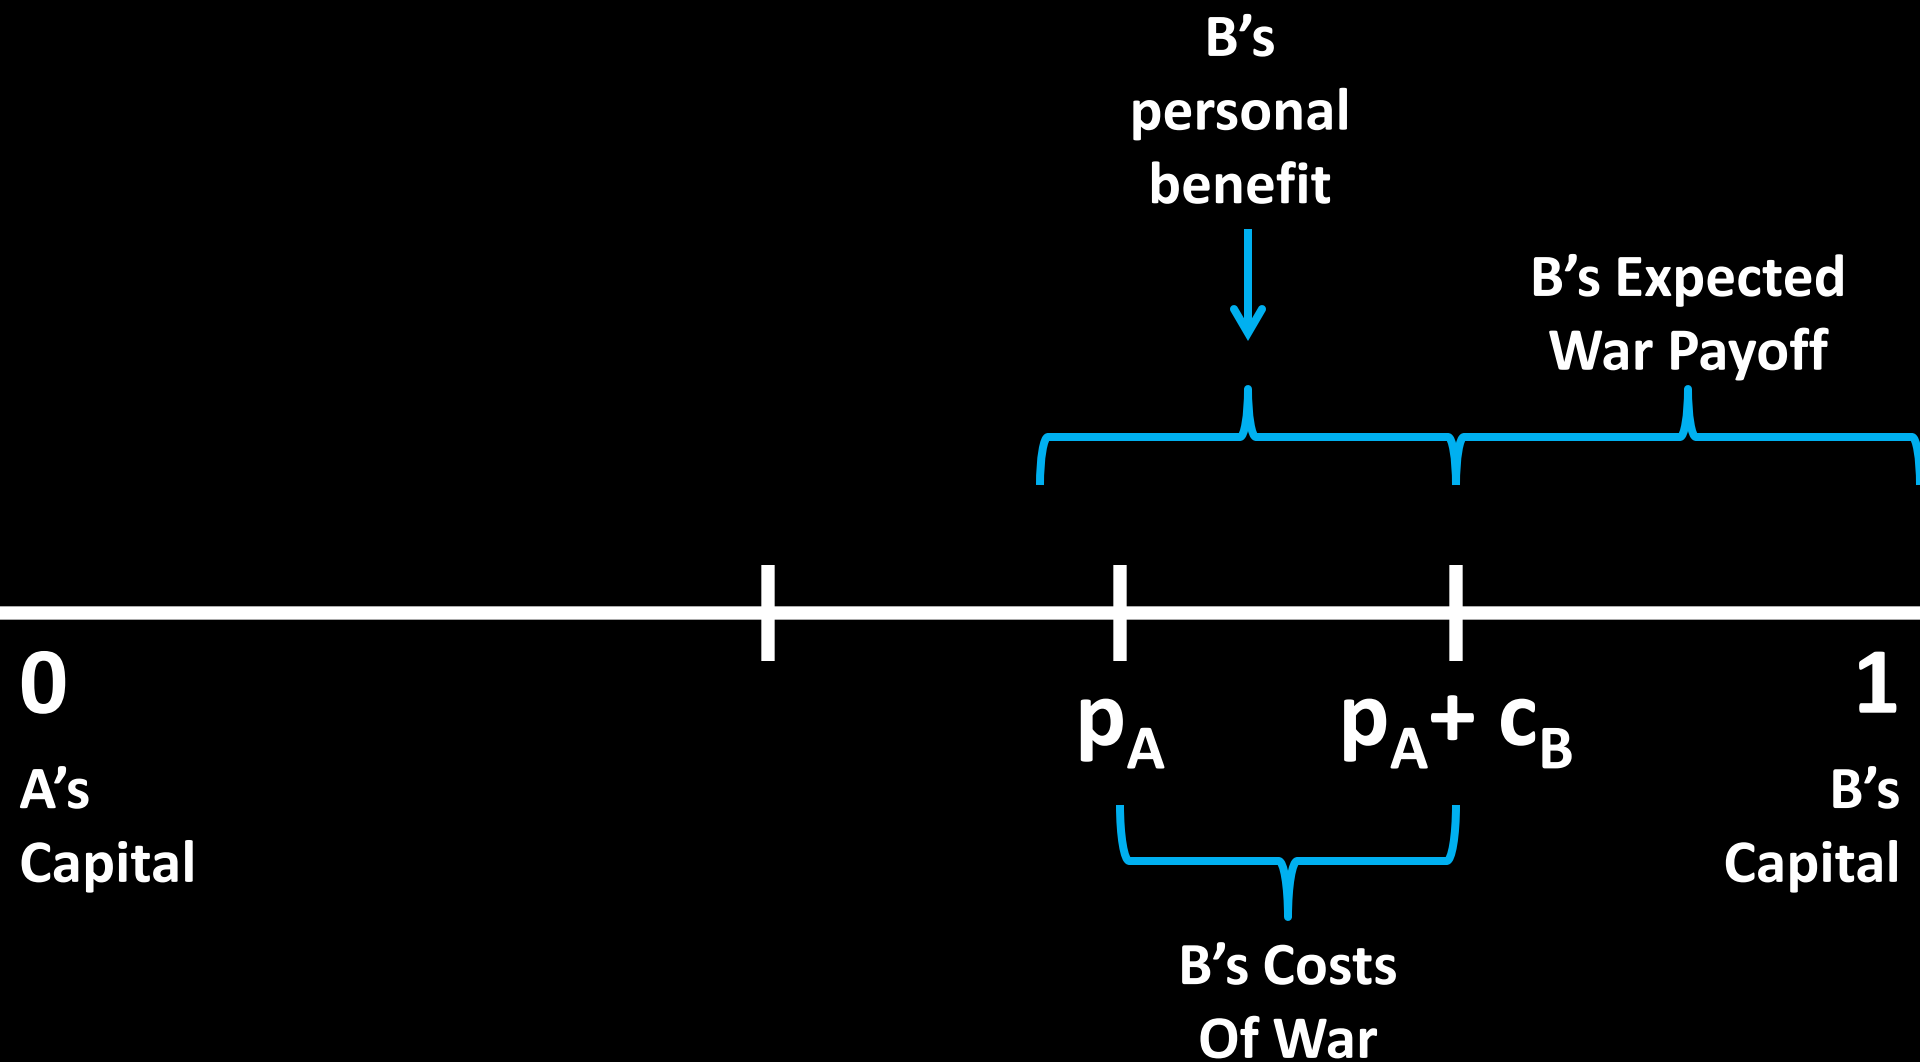 B’s
personal
benefit
B’s Expected
War Payoff
0
1
pA
pA+ cB
A’s
Capital
B’s
Capital
B’s Costs
Of War